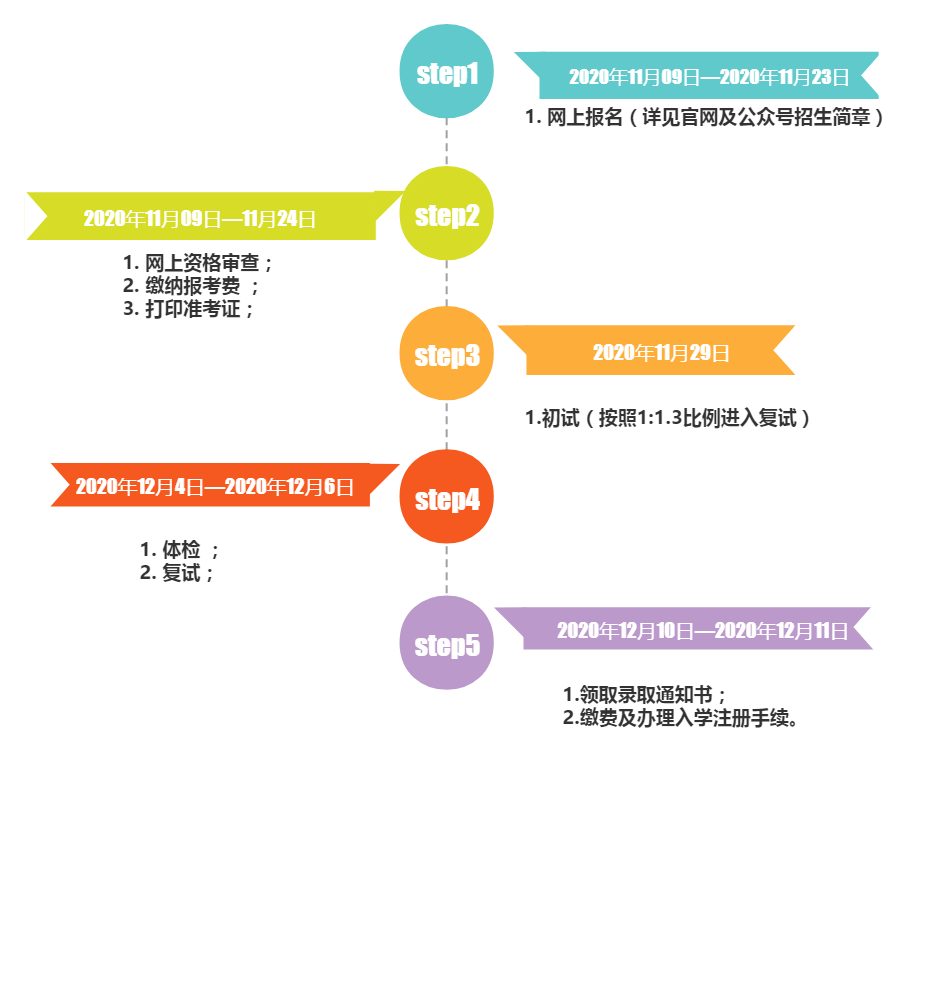 step1
2020年11月09日—2020年11月23日
1. 网上报名（详见官网及公众号招生简章）
step2
2020年11月09日—11月24日
1. 网上资格审查；
2. 缴纳报考费 ；
3. 打印准考证；
step3
2020年11月29日
1.初试（按照1:1.3比例进入复试）
step4
2020年12月4日—2020年12月6日
1. 体检 ；
2. 复试；
step5
2020年12月10日—2020年12月11日
1.领取录取通知书；
2.缴费及办理入学注册手续。